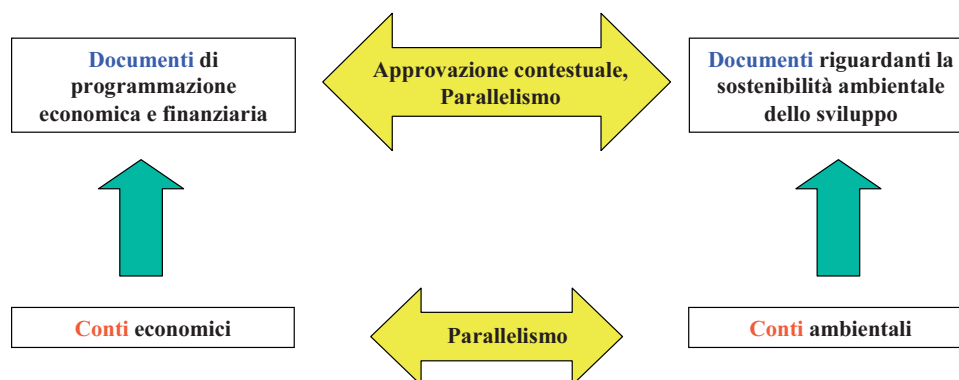 Documenti di
programmazione
economica e finanziaria
Approvazione contestuale,
Parallelismo
Documenti riguardanti la
sostenibilità ambientale
dello sviluppo
Conti economici
Parallelismo
Conti ambientali